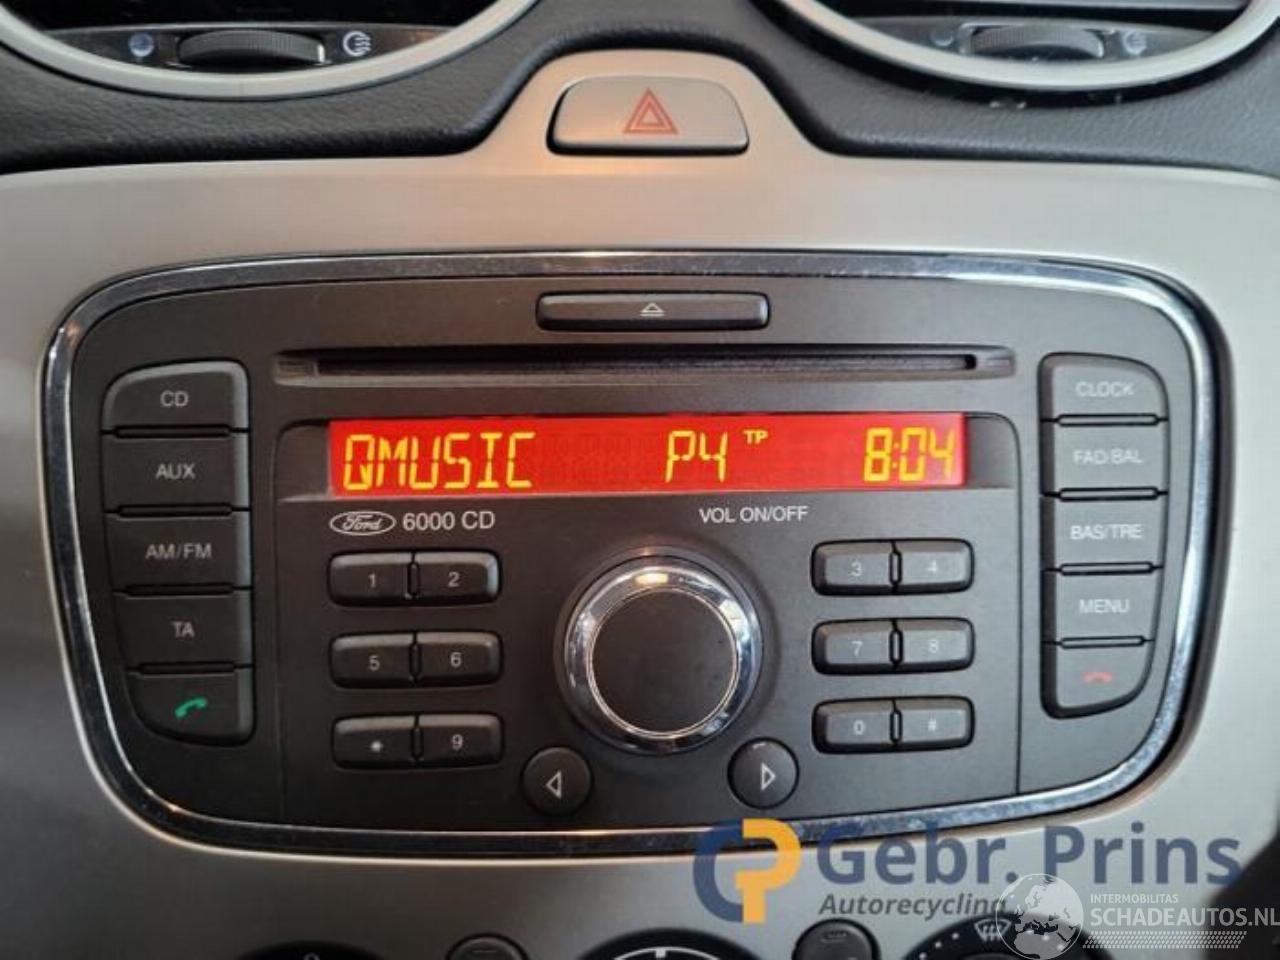 QMUSIC P4 TP 8:04
Ford 6000 CD
VOL ON/OFF
CD
AUX
AM/FM
TA
CLOCK
FAD/BAL
BAS/TRE
MENU
1 2
3 4
5 6
7 8
* 9
0 #
Gebr. Prins
Autorecycling
INTERMOBILITAS
SCHADEAUTOS.NL